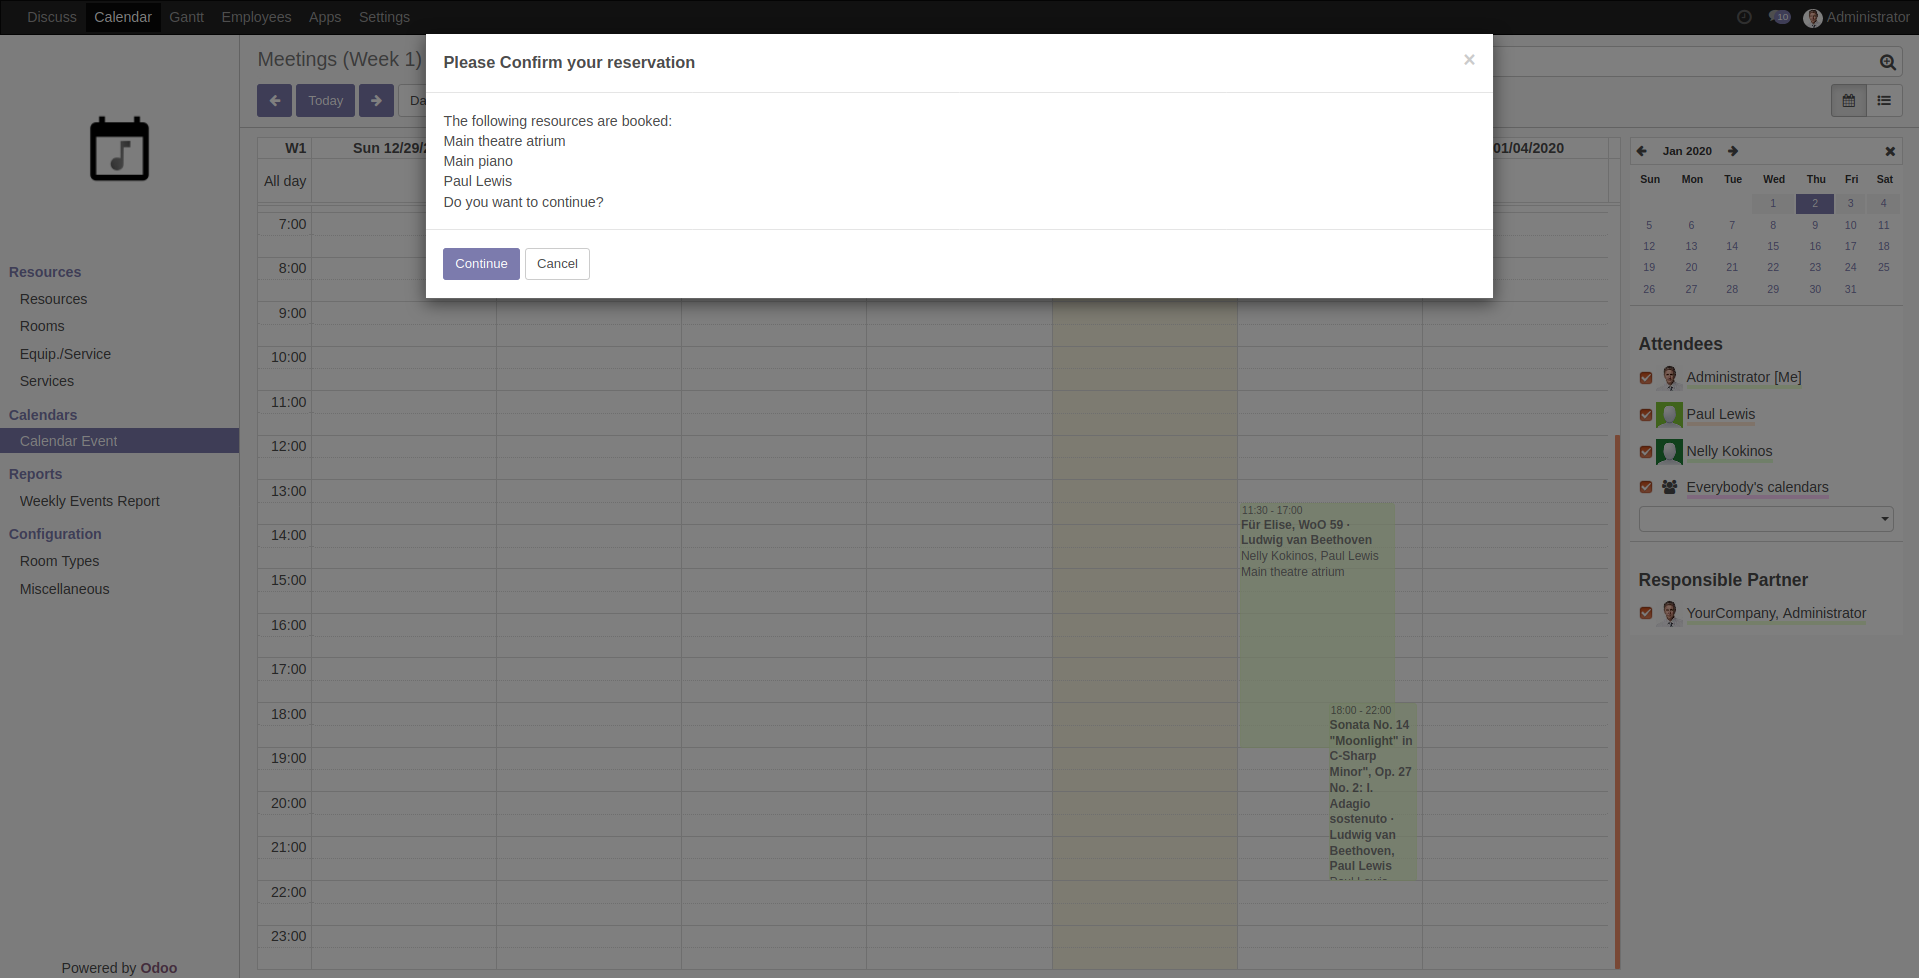 Discuss Calendar Gantt Employees Apps Settings 10 Administrator
Meetings (Week 1)
Today
Please Confirm your reservation ×
The following resources are booked:
Main theatre atrium
Main piano
Paul Lewis
Do you want to continue?
Continue Cancel
Resources
Resources
Rooms
Equip./Service
Services
Calendars
Calendar Event
Reports
Weekly Events Report
Configuration
Room Types
Miscellaneous
Powered by Odoo
W1 Sun 12/29/ 01/04/2020
All day
7:00
8:00
9:00
10:00
11:00
12:00
13:00
14:00
15:00
16:00
17:00
18:00
19:00
20:00
21:00
22:00
23:00
11:30 - 17:00
Für Elise, WoO 59 ·
Ludwig van Beethoven
Nelly Kokinos, Paul Lewis
Main theatre atrium
18:00 - 22:00
Sonata No. 14
"Moonlight" in
C-Sharp
Minor", Op. 27
No. 2: I.
Adagio
sostenuto ·
Ludwig van
Beethoven,
Paul Lewis
Jan 2020
Sun Mon Tue Wed Thu Fri Sat
1 2 3 4
5 6 7 8 9 10 11
12 13 14 15 16 17 18
19 20 21 22 23 24 25
26 27 28 29 30 31
Attendees
Administrator [Me]
Paul Lewis
Nelly Kokinos
Everybody's calendars
Responsible Partner
YourCompany, Administrator